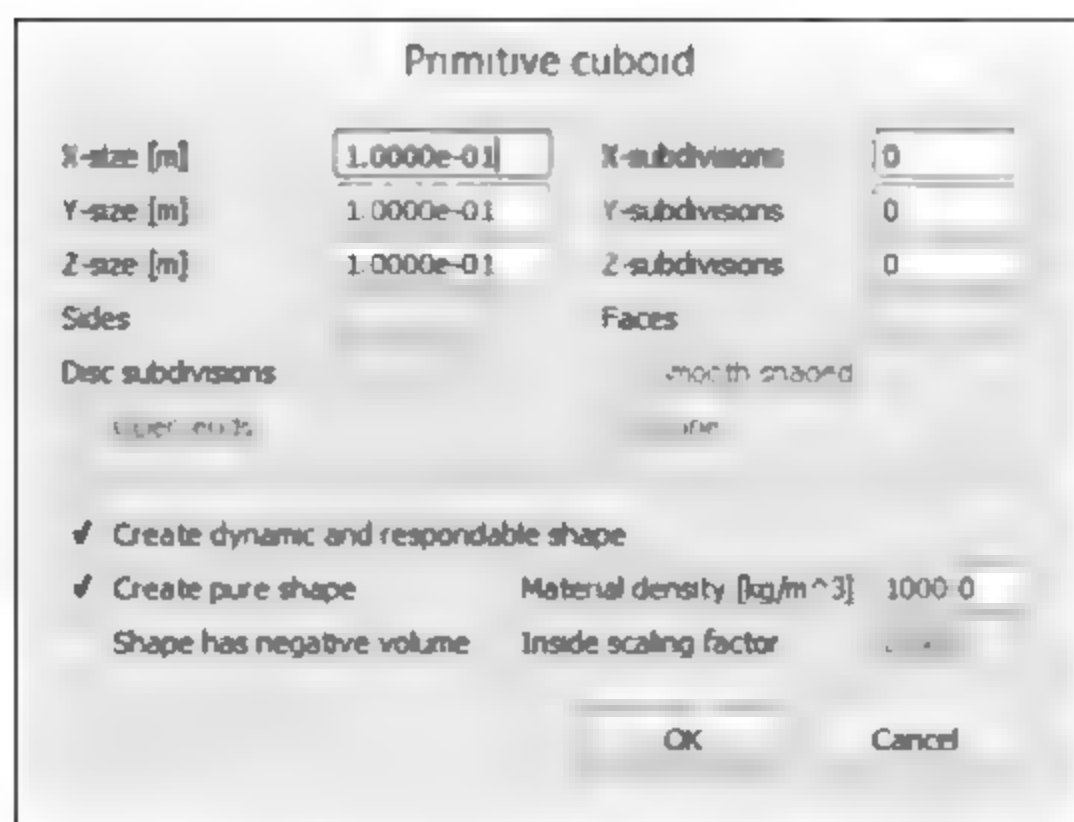 Primitive cuboid
X-size [m] 1.0000e-01 X-subdivisions 0
Y-size [m] 1.0000e-01 Y-subdivisions 0
Z-size [m] 1.0000e-01 Z-subdivisions 0
Sides Faces
Disc subdivisions
Create dynamic and respondable shape
Create pure shape Material density [kg/m^3] 1000.0
Shape has negative volume Inside scaling factor
OK Cancel